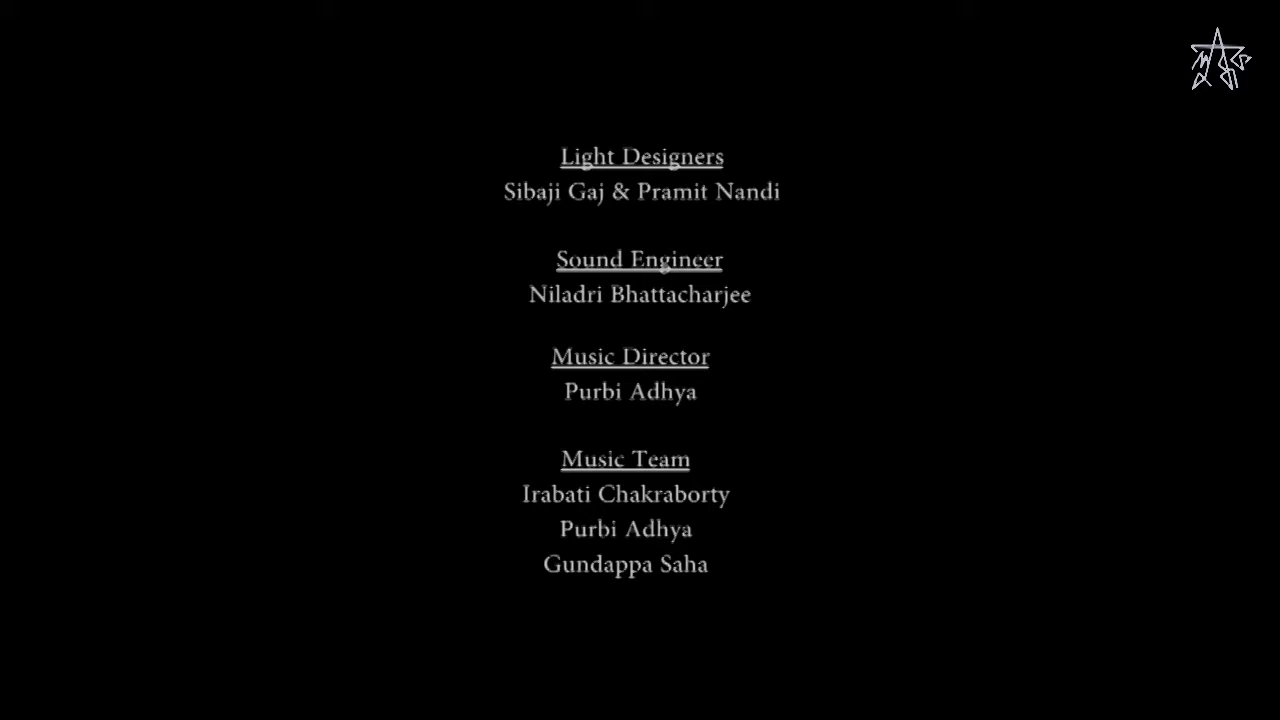 Light Designers
Sibaji Gaj & Pramit Nandi
Sound Engineer
Niladri Bhattacharjee
Music Director
Purbi Adhya
Music Team
Irabati Chakraborty
Purbi Adhya
Gundappa Saha